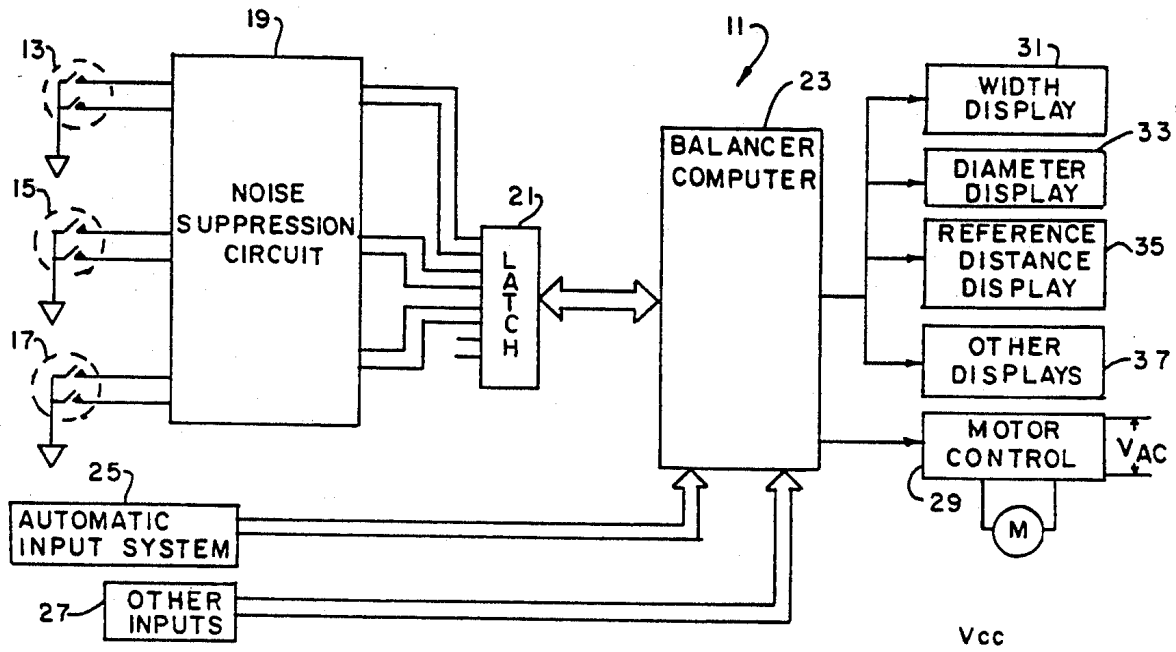 13
19
11
31
WIDTH
DISPLAY
23
BALANCER
COMPUTER
33
DIAMETER
DISPLAY
15
NOISE
SUPPRESSION
CIRCUIT
21
LATCH
REFERENCE
DISTANCE
DISPLAY
35
17
OTHER
DISPLAYS
37
MOTOR
CONTROL
VAC
29
M
25
AUTOMATIC
INPUT SYSTEM
27
OTHER
INPUTS
Vcc